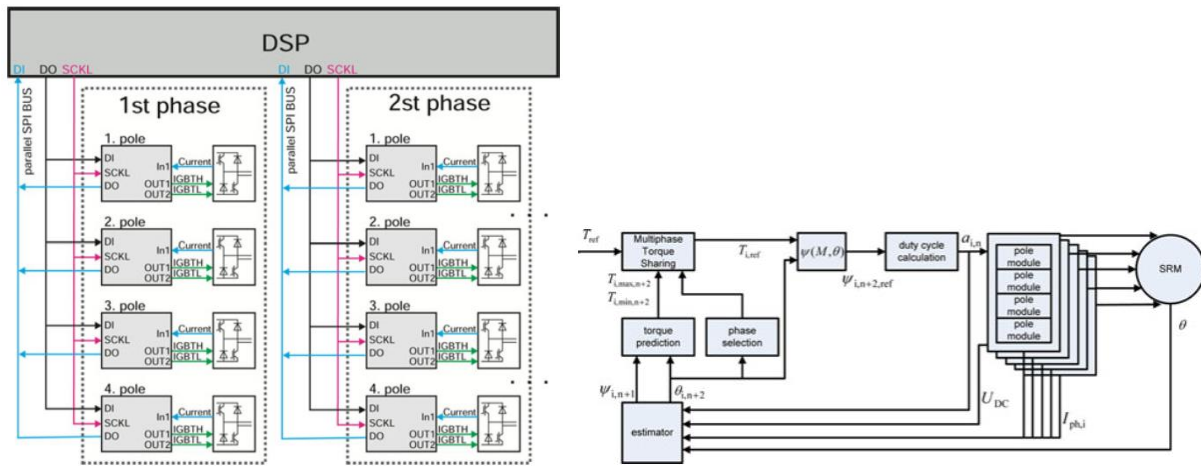 DSP
DI DO SCKL
DI DO SCKL
parallel SPI BUS
1st phase
1. pole
DI
SCKL
DO
In1
OUT1
OUT2
Current
IGBTH
IGBTL
2. pole
DI
SCKL
DO
In1
OUT1
OUT2
Current
IGBTH
IGBTL
3. pole
DI
SCKL
DO
In1
OUT1
OUT2
Current
IGBTH
IGBTL
4. pole
DI
SCKL
DO
In1
OUT1
OUT2
Current
IGBTH
IGBTL
parallel SPI BUS
2st phase
1. pole
DI
SCKL
DO
In1
OUT1
OUT2
Current
IGBTH
IGBTL
2. pole
DI
SCKL
DO
In1
OUT1
OUT2
Current
IGBTH
IGBTL
3. pole
DI
SCKL
DO
In1
OUT1
OUT2
Current
IGBTH
IGBTL
4. pole
DI
SCKL
DO
In1
OUT1
OUT2
Current
IGBTH
IGBTL
. . .
. . .
T_ref
Multiphase
Torque
Sharing
T_i,ref
ψ(M,θ)
ψ_i,n+2,ref
duty cycle
calculation
a_i,n
pole
module
pole
module
pole
module
pole
module
SRM
θ
T_i,max,n+2
T_i,min,n+2
torque
prediction
phase
selection
ψ_i,n+1
θ_i,n+2
U_DC
I_ph,i
estimator